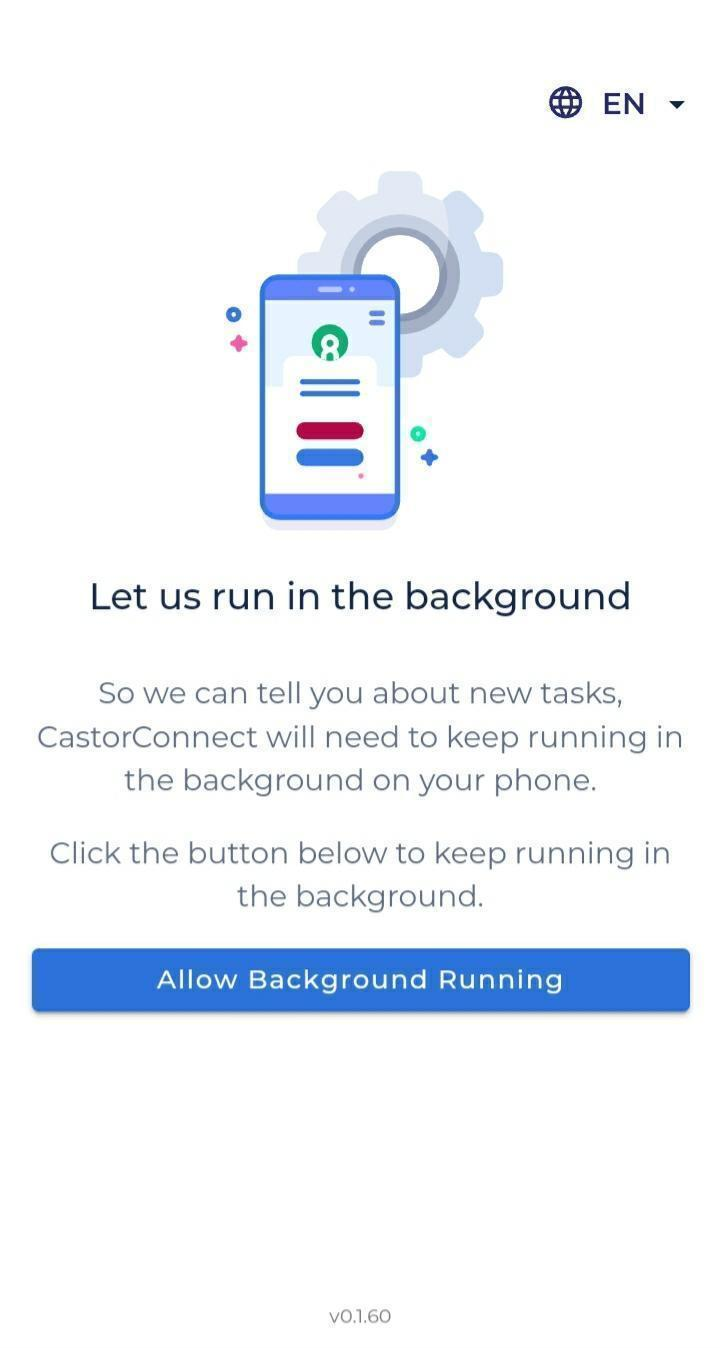 EN
Let us run in the background
So we can tell you about new tasks,
CastorConnect will need to keep running in
the background on your phone.
Click the button below to keep running in
the background.
Allow Background Running
v0.1.60